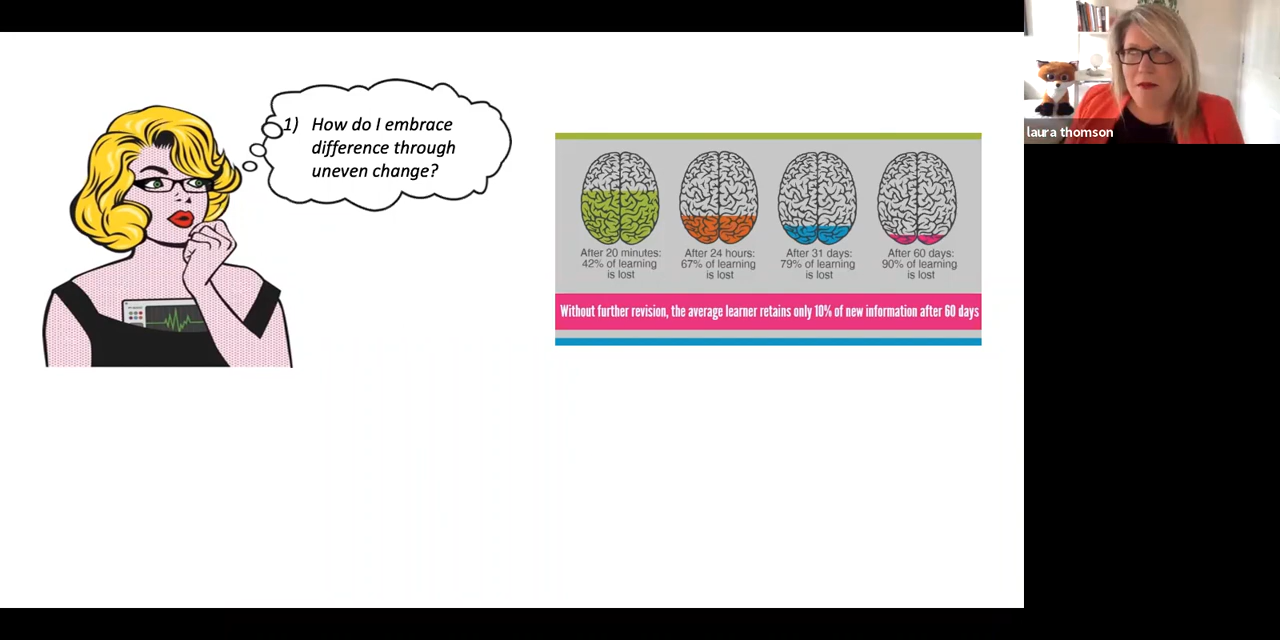 1) How do I embrace
difference through
uneven change?
After 20 minutes:
42% of learning
is lost
After 24 hours:
67% of learning
is lost
After 31 days:
79% of learning
is lost
After 60 days:
90% of learning
is lost
Without further revision, the average learner retains only 10% of new information after 60 days
laura thomson